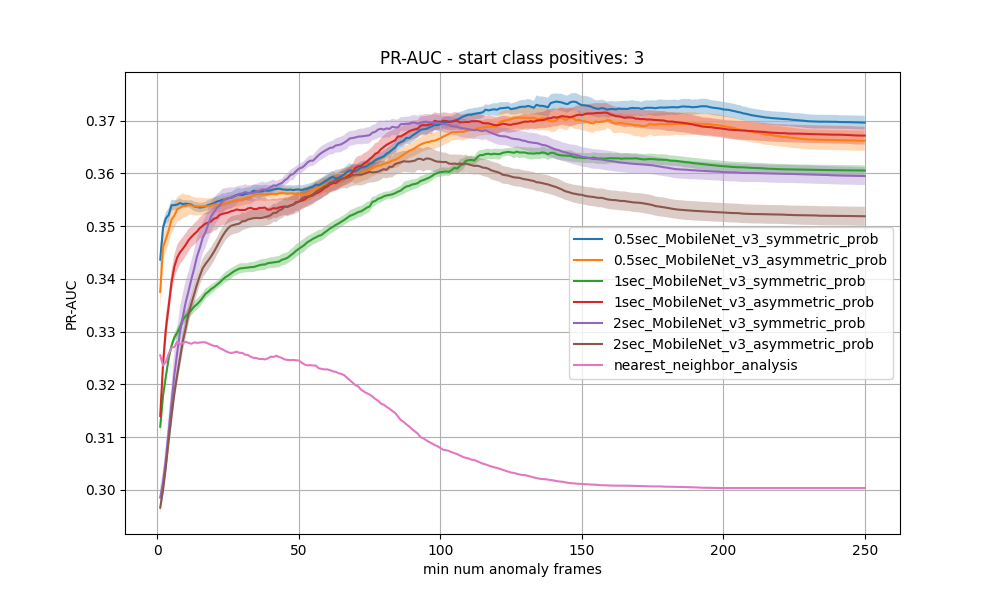 PR-AUC - start class positives: 3
PR-AUC
0.37
0.36
0.35
0.34
0.33
0.32
0.31
0.30
0.5sec_MobileNet_v3_symmetric_prob
0.5sec_MobileNet_v3_asymmetric_prob
1sec_MobileNet_v3_symmetric_prob
1sec_MobileNet_v3_asymmetric_prob
2sec_MobileNet_v3_symmetric_prob
2sec_MobileNet_v3_asymmetric_prob
nearest_neighbor_analysis
0 50 100 150 200 250
min num anomaly frames